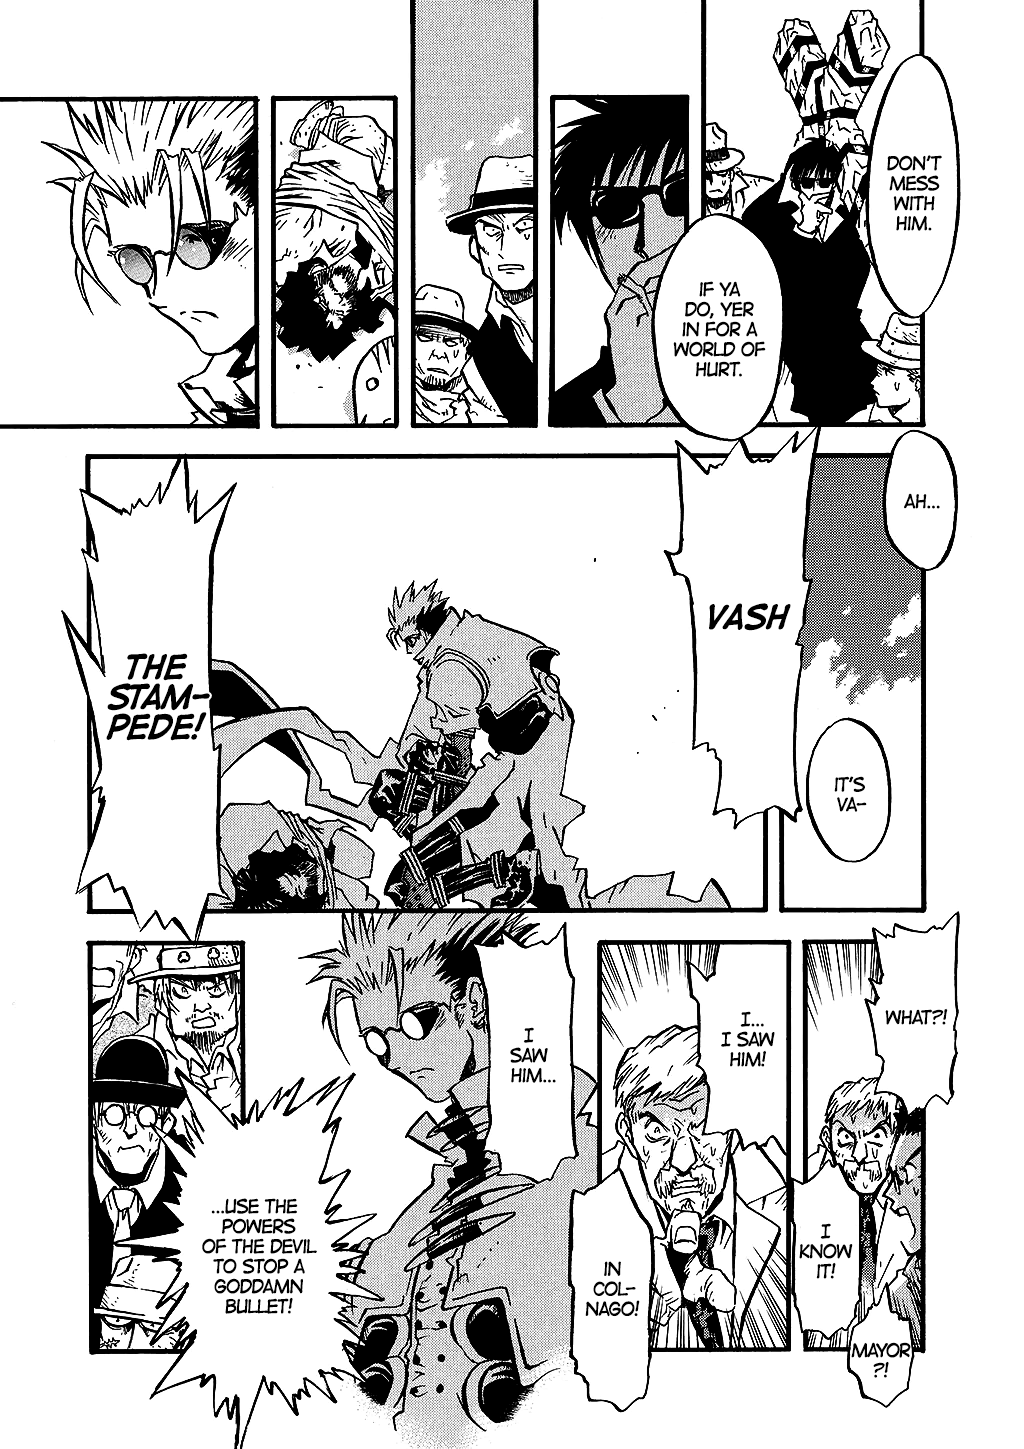 DON'T
MESS
WITH
HIM.
IF YA
DO, YER
IN FOR A
WORLD OF
HURT.
AH...
IT'S
VA-
VASH
THE
STAM-
PEDE!
WHAT?!
I
KNOW
IT!
MAYOR
?!
I...
I SAW
HIM!
IN
COL-
NAGO!
I
SAW
HIM...
...USE THE
POWERS
OF THE DEVIL
TO STOP A
GODDAMN
BULLET!